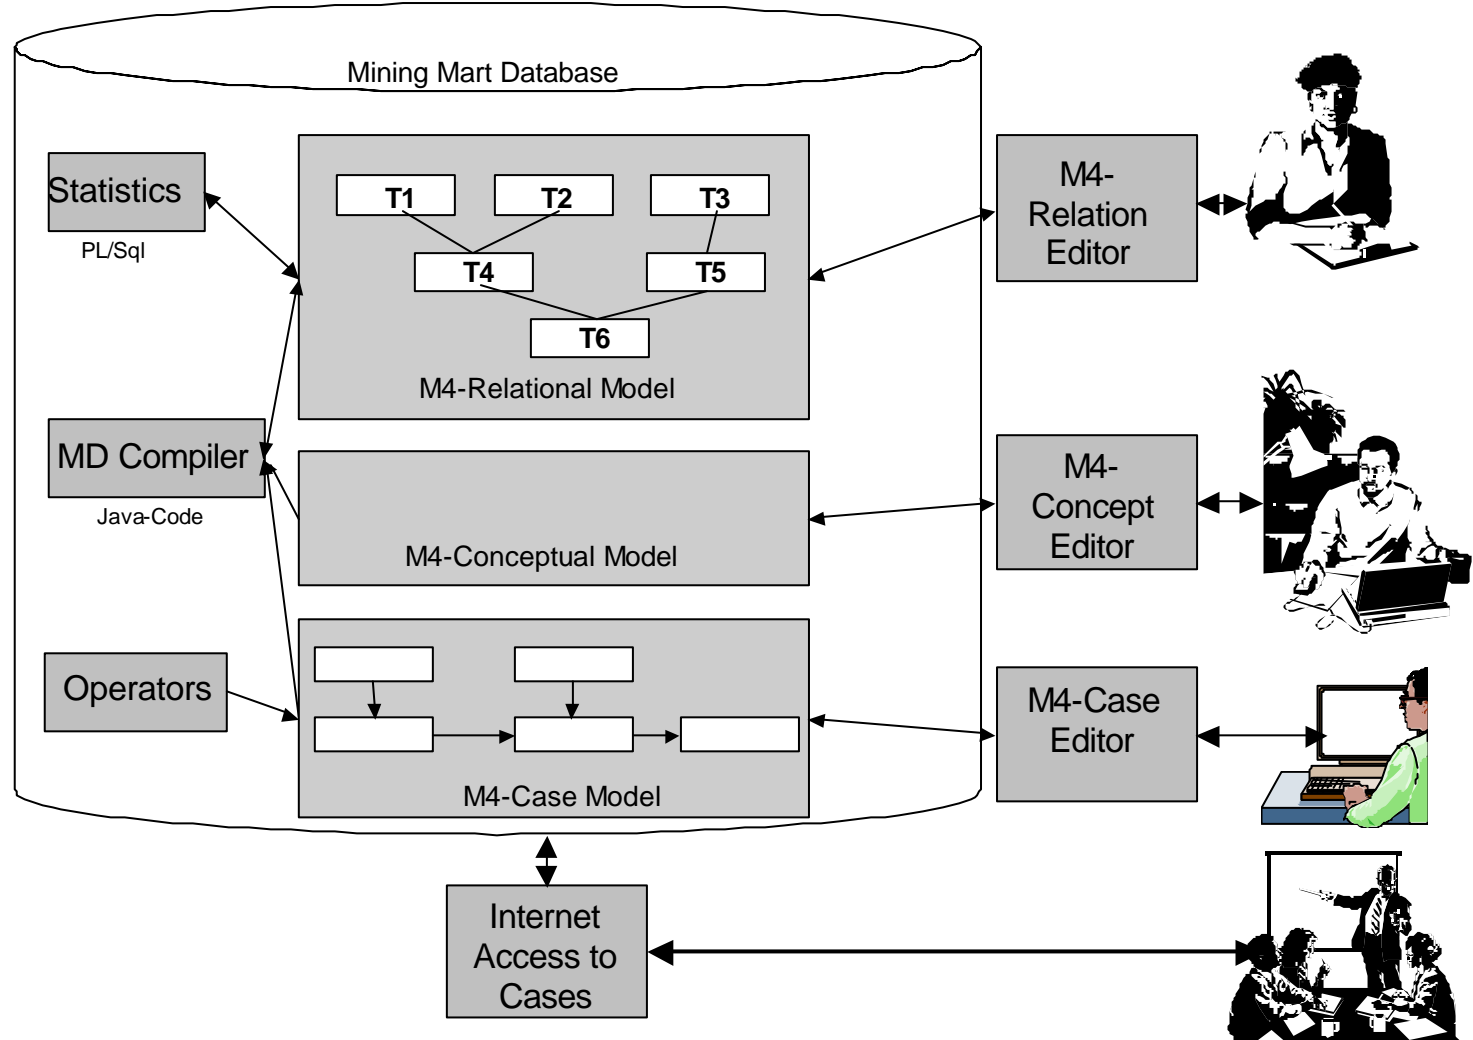 Mining Mart Database
Statistics
PL/Sql
T1
T2
T3
T4
T5
T6
M4-Relational Model
MD Compiler
Java-Code
M4-Conceptual Model
Operators
M4-Case Model
M4-
Relation
Editor
M4-
Concept
Editor
M4-Case
Editor
Internet
Access to
Cases